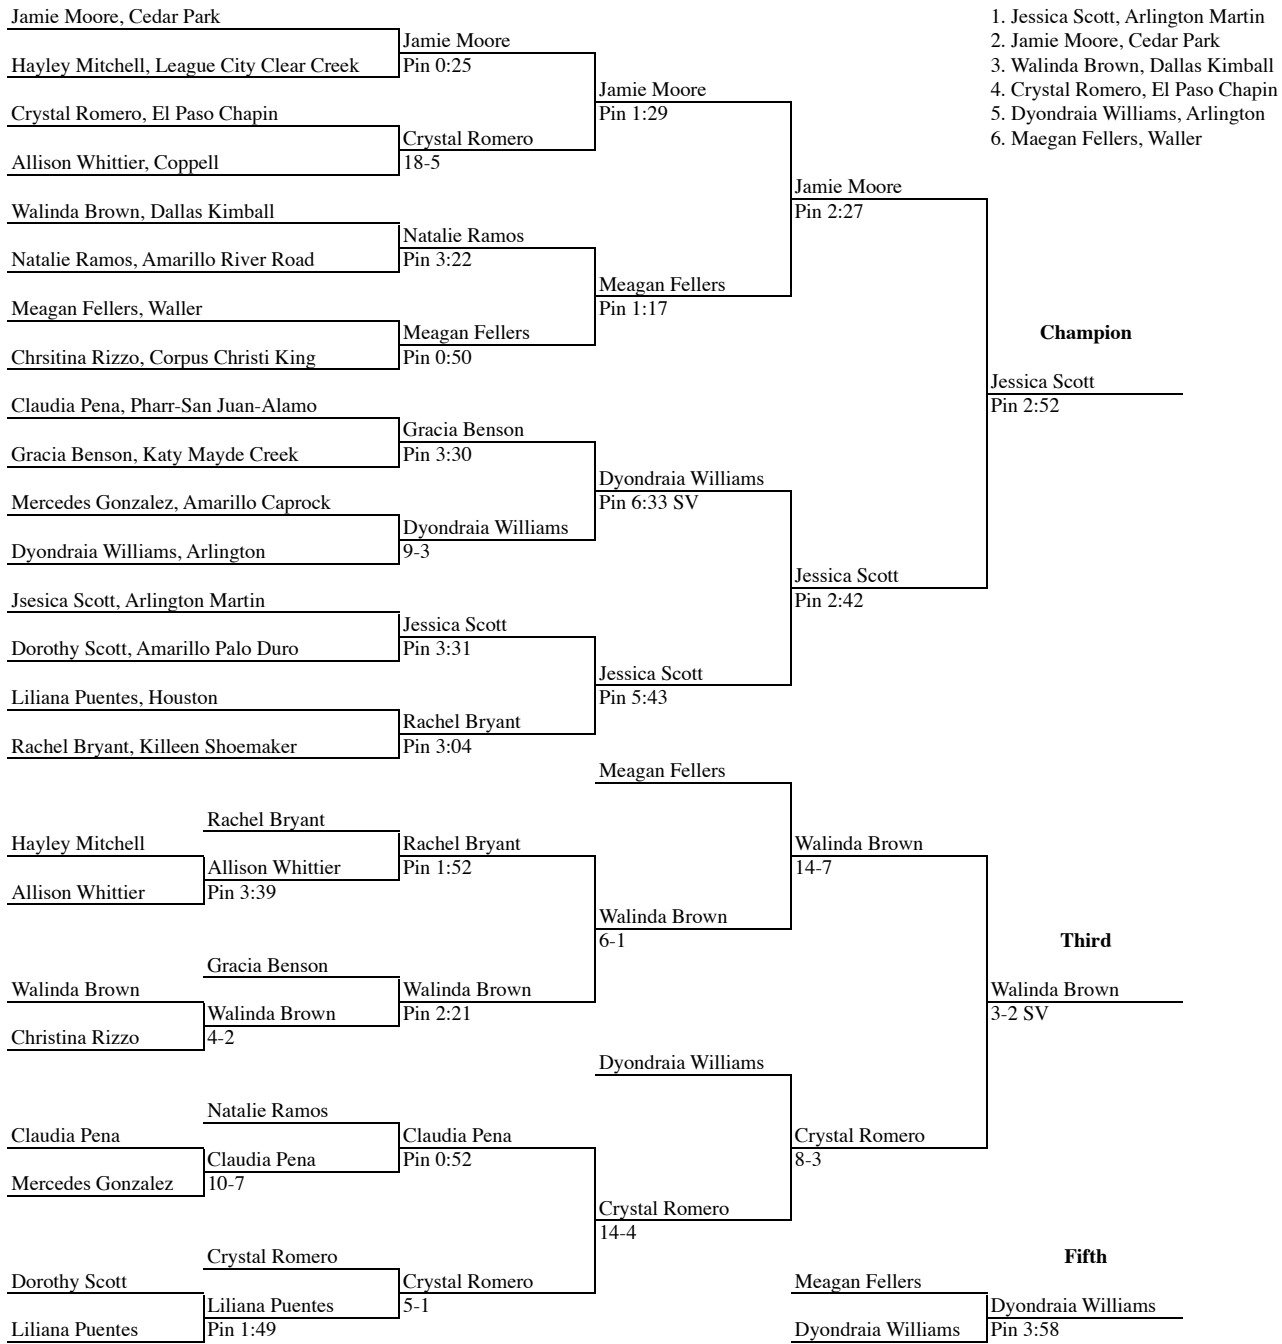 Jamie Moore, Cedar Park
1. Jessica Scott, Arlington Martin
Jamie Moore
2. Jamie Moore, Cedar Park
Hayley Mitchell, League City Clear Creek
Pin 0:25
3. Walinda Brown, Dallas Kimball
Jamie Moore
4. Crystal Romero, El Paso Chapin
Crystal Romero, El Paso Chapin
Pin 1:29
5. Dyondraia Williams, Arlington
Crystal Romero
6. Maegan Fellers, Waller
Allison Whittier, Coppell
18-5
Jamie Moore
Walinda Brown, Dallas Kimball
Pin 2:27
Natalie Ramos
Natalie Ramos, Amarillo River Road
Pin 3:22
Meagan Fellers
Meagan Fellers, Waller
Pin 1:17
Meagan Fellers
Champion
Chrsitina Rizzo, Corpus Christi King
Pin 0:50
Jessica Scott
Claudia Pena, Pharr-San Juan-Alamo
Pin 2:52
Gracia Benson
Gracia Benson, Katy Mayde Creek
Pin 3:30
Dyondraia Williams
Mercedes Gonzalez, Amarillo Caprock
Pin 6:33 SV
Dyondraia Williams
Dyondraia Williams, Arlington
9-3
Jessica Scott
Jsesica Scott, Arlington Martin
Pin 2:42
Jessica Scott
Dorothy Scott, Amarillo Palo Duro
Pin 3:31
Jessica Scott
Liliana Puentes, Houston
Pin 5:43
Rachel Bryant
Rachel Bryant, Killeen Shoemaker
Pin 3:04
Meagan Fellers
Rachel Bryant
Hayley Mitchell
Rachel Bryant
Walinda Brown
Allison Whittier
Pin 1:52
14-7
Allison Whittier
Pin 3:39
Walinda Brown
6-1
Third
Gracia Benson
Walinda Brown
Walinda Brown
Walinda Brown
Walinda Brown
Pin 2:21
3-2 SV
Christina Rizzo
4-2
Dyondraia Williams
Natalie Ramos
Claudia Pena
Claudia Pena
Crystal Romero
Claudia Pena
Pin 0:52
8-3
Mercedes Gonzalez
10-7
Crystal Romero
14-4
Crystal Romero
Fifth
Dorothy Scott
Crystal Romero
Meagan Fellers
Liliana Puentes
5-1
Dyondraia Williams
Liliana Puentes
Pin 1:49
Dyondraia Williams
Pin 3:58